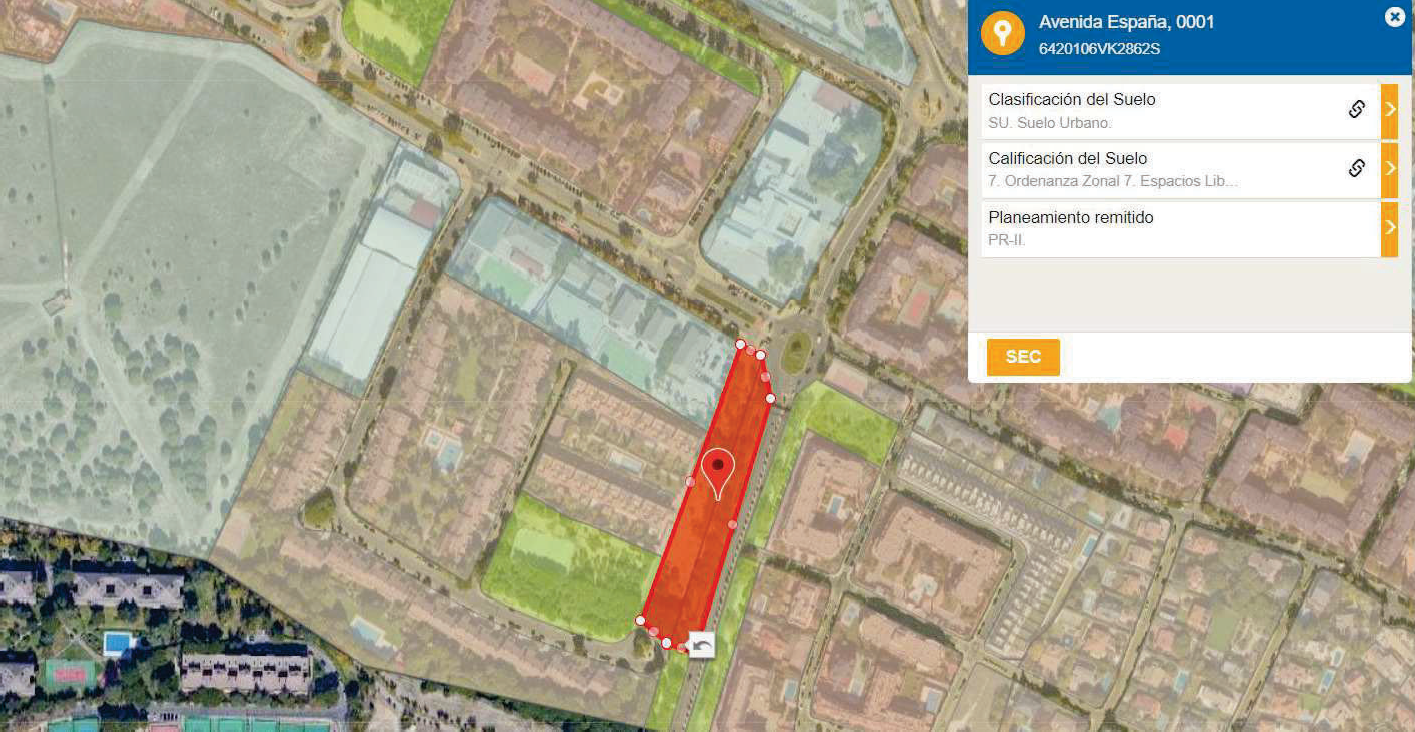 Avenida España, 0001
6420106VK2862S
Clasificación del Suelo
SU. Suelo Urbano.
Calificación del Suelo
7. Ordenanza Zonal 7. Espacios Lib...
Planeamiento remitido
PR-II.
SEC